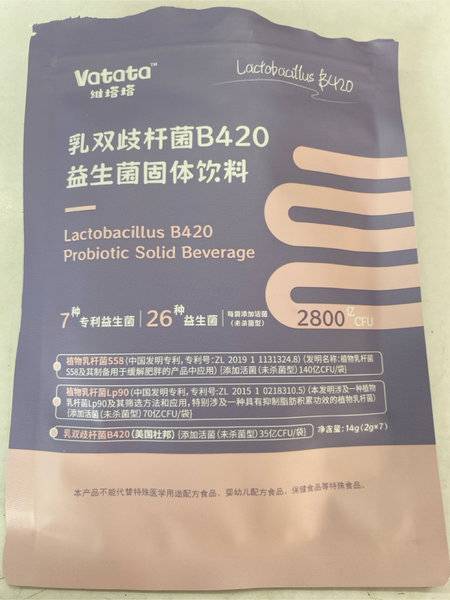 Vatata™
维塔塔
Lactobacillus B420
乳双歧杆菌B420
益生菌固体饮料
Lactobacillus B420
Probiotic Solid Beverage
7种专利益生菌 26种益生菌 每袋添加活菌(未杀菌型) 2800亿CFU
植物乳杆菌S58(中国发明专利,专利号:ZL 2019 1 1131324.8)(发明名称:植物乳杆菌
S58及其制备用于缓解肥胖的产品中应用)[添加活菌(未杀菌型)140亿CFU/袋]
植物乳杆菌Lp90(中国发明专利,专利号:ZL 2015 1 0218310.5)(本发明涉及一种植物
乳杆菌Lp90及其筛选方法和应用,特别涉及一种具有抑制脂肪积累功效的植物乳杆菌)
[添加活菌(未杀菌型)70亿CFU/袋]
乳双歧杆菌B420(美国杜邦)[添加活菌(未杀菌型)35亿CFU/袋]
净含量:14g(2g×7)
本产品不能代替特殊医学用途配方食品、婴幼儿配方食品、保健食品等特殊食品。